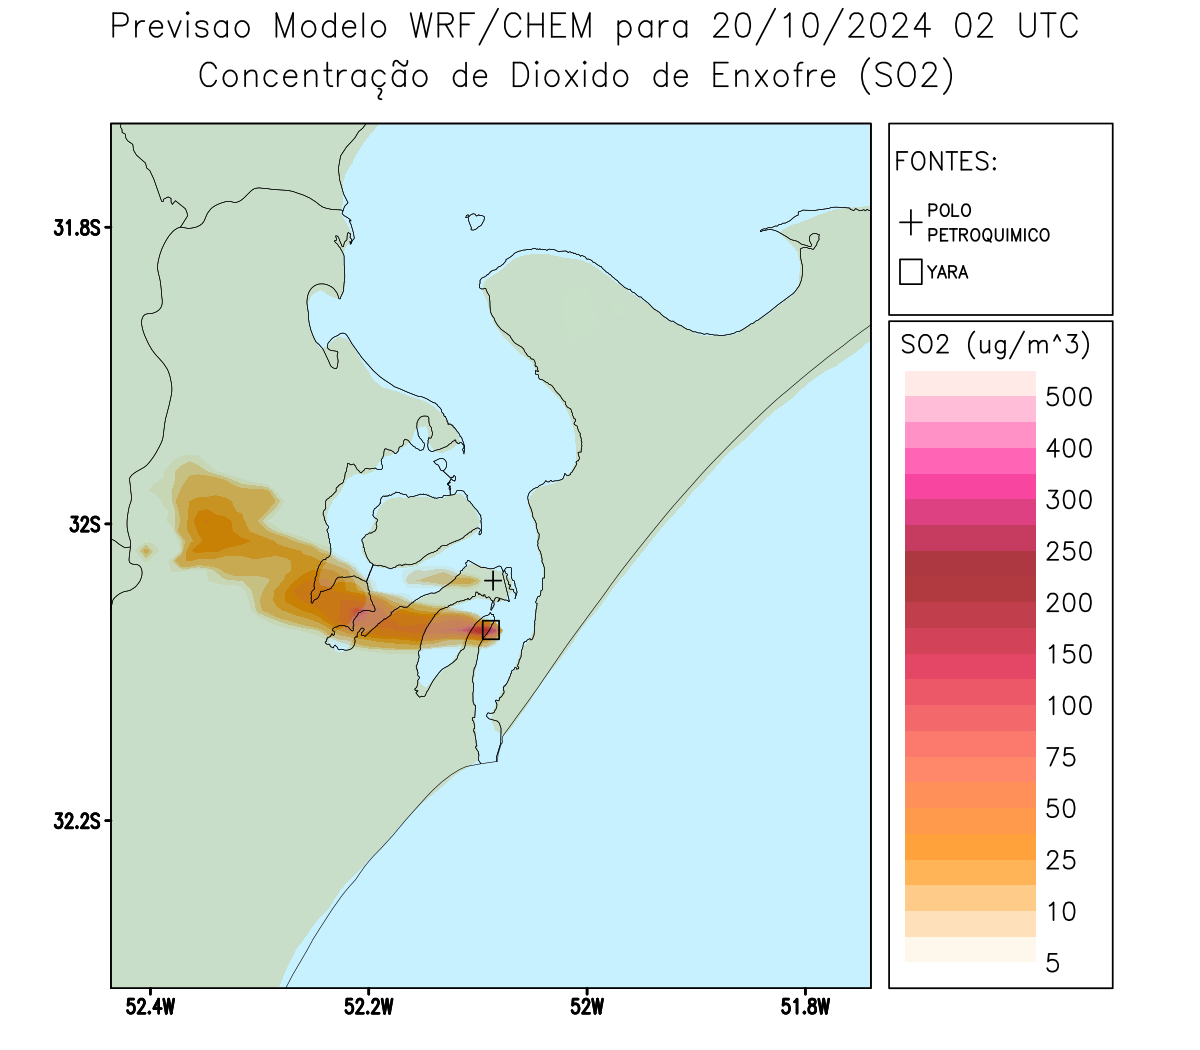 Previsao Modelo WRF/CHEM para 20/10/2024 02 UTC
Concentração de Dioxido de Enxofre (SO2)
FONTES:
POLO
PETROQUIMICO
YARA
31.8S
32S
32.2S
52.4W
52.2W
52W
51.8W
SO2 (ug/m^3)
500
400
300
250
200
150
100
75
50
25
10
5